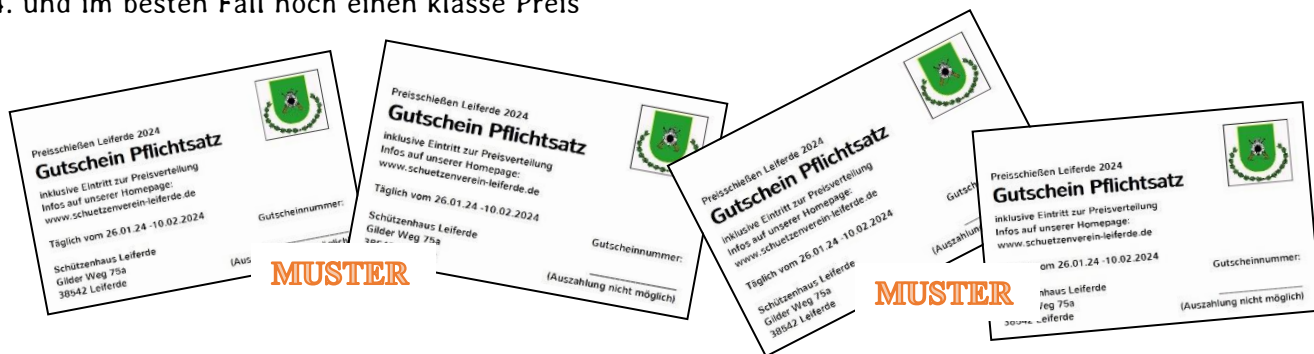 4. und im besten Fall noch einen klasse Preis
Preisschießen Leiferde 2024
Gutschein Pflichtsatz
inklusive Eintritt zur Preisverteilung
Infos auf unserer Homepage:
www.schuetzenverein-leiferde.de
Täglich vom 26.01.24 -10.02.2024
Gutscheinnummer:
Schützenhaus Leiferde
Gilder Weg 75a
38542 Leiferde
MUSTER
Preisschießen Leiferde 2024
Gutschein Pflichtsatz
inklusive Eintritt zur Preisverteilung
Infos auf unserer Homepage:
www.schuetzenverein-leiferde.de
Täglich vom 26.01.24 -10.02.2024
Schützenhaus Leiferde
Gilder Weg 75a
Gutscheinnummer:
(Auszahlung nicht möglich)
Preisschießen Leiferde 2024
Gutschein Pflichtsatz
inklusive Eintritt zur Preisverteilung
Infos auf unserer Homepage:
www.schuetzenverein-leiferde.de
Täglich vom 26.01.24 -10.02.2024
Schützenhaus Leiferde
Gilder Weg 75a
38542 Leiferde
(Auszahlung
MUSTER
Preisschießen Leiferde 2024
Gutschein Pflichtsatz
inklusive Eintritt zur Preisverteilung
Infos auf unserer Homepage:
www.schuetzenverein-leiferde.de
om 26.01.24 -10.02.2024
Gutscheinnummer:
nhaus Leiferde
Weg 75a
Leiferde
(Auszahlung nicht möglich)